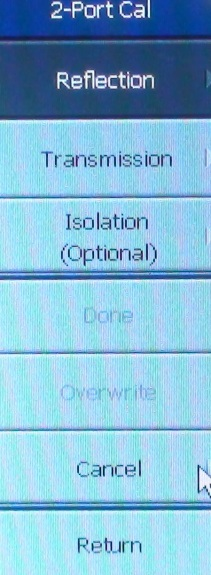 2-Port Cal
Reflection
Transmission
Isolation
(Optional)
Done
Overwrite
Cancel
Return